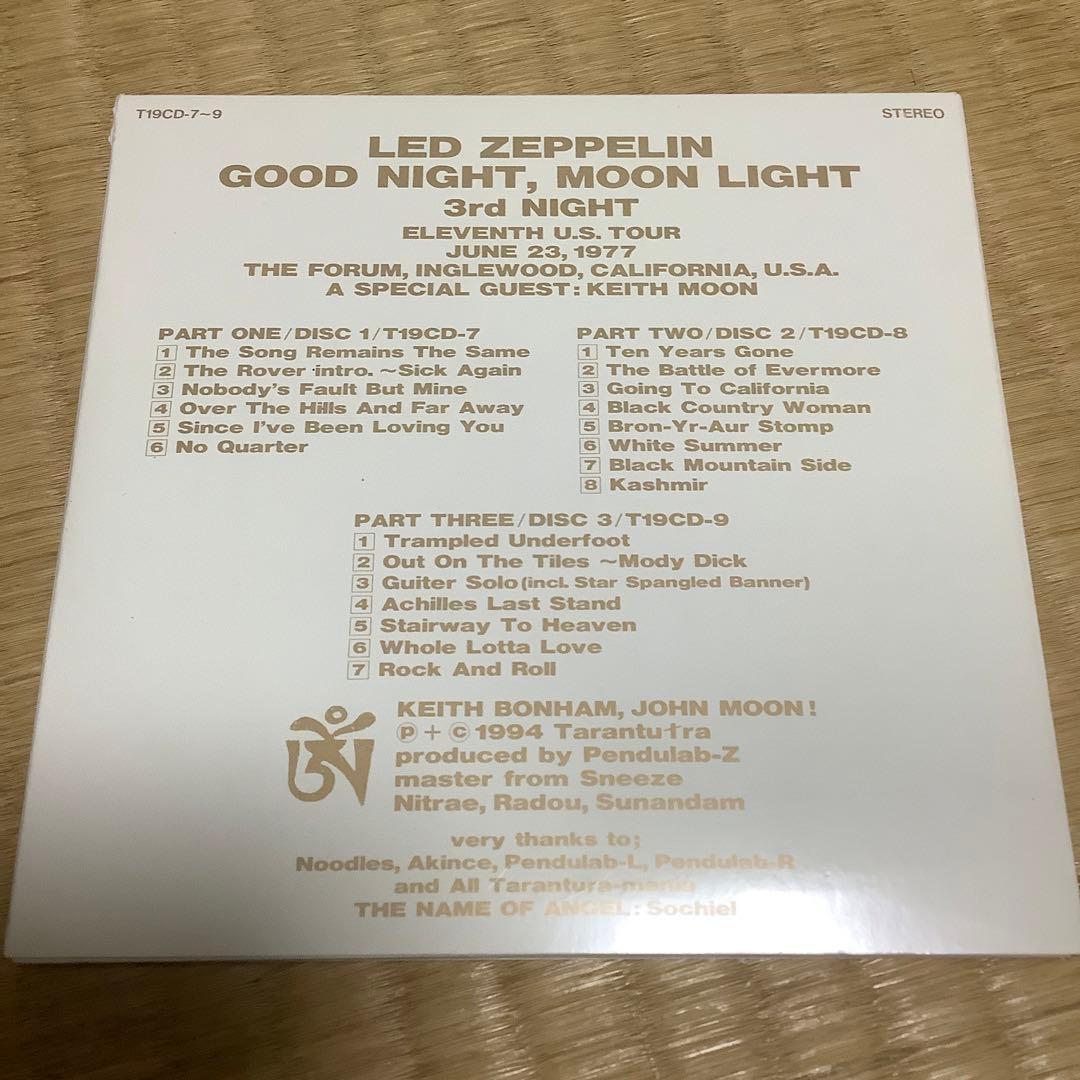 T19CD-7~9
STEREO
LED ZEPPELIN
GOOD NIGHT, MOON LIGHT
3rd NIGHT
ELEVENTH U.S. TOUR
JUNE 23, 1977
THE FORUM, INGLEWOOD, CALIFORNIA, U.S.A.
A SPECIAL GUEST: KEITH MOON
PART ONE/DISC 1/T19CD-7
1 The Song Remains The Same
2 The Rover intro. ~Sick Again
3 Nobody's Fault But Mine
4 Over The Hills And Far Away
5 Since I've Been Loving You
6 No Quarter
PART TWO/DISC 2/T19CD-8
1 Ten Years Gone
2 The Battle of Evermore
3 Going To California
4 Black Country Woman
5 Bron-Yr-Aur Stomp
6 White Summer
7 Black Mountain Side
8 Kashmir
PART THREE/DISC 3/T19CD-9
1 Trampled Underfoot
2 Out On The Tiles ~Mody Dick
3 Guiter Solo (incl. Star Spangled Banner)
4 Achilles Last Stand
5 Stairway To Heaven
6 Whole Lotta Love
7 Rock And Roll
ༀ
KEITH BONHAM, JOHN MOON!
Ⓟ+©1994 Tarantura
produced by Pendulab-Z
master from Sneeze
Nitrae, Radou, Sunandam
very thanks to;
Noodles, Akince, Pendulab-L, Pendulab-R
and All Tarantura-mania
THE NAME OF ANGEL: Sochiel